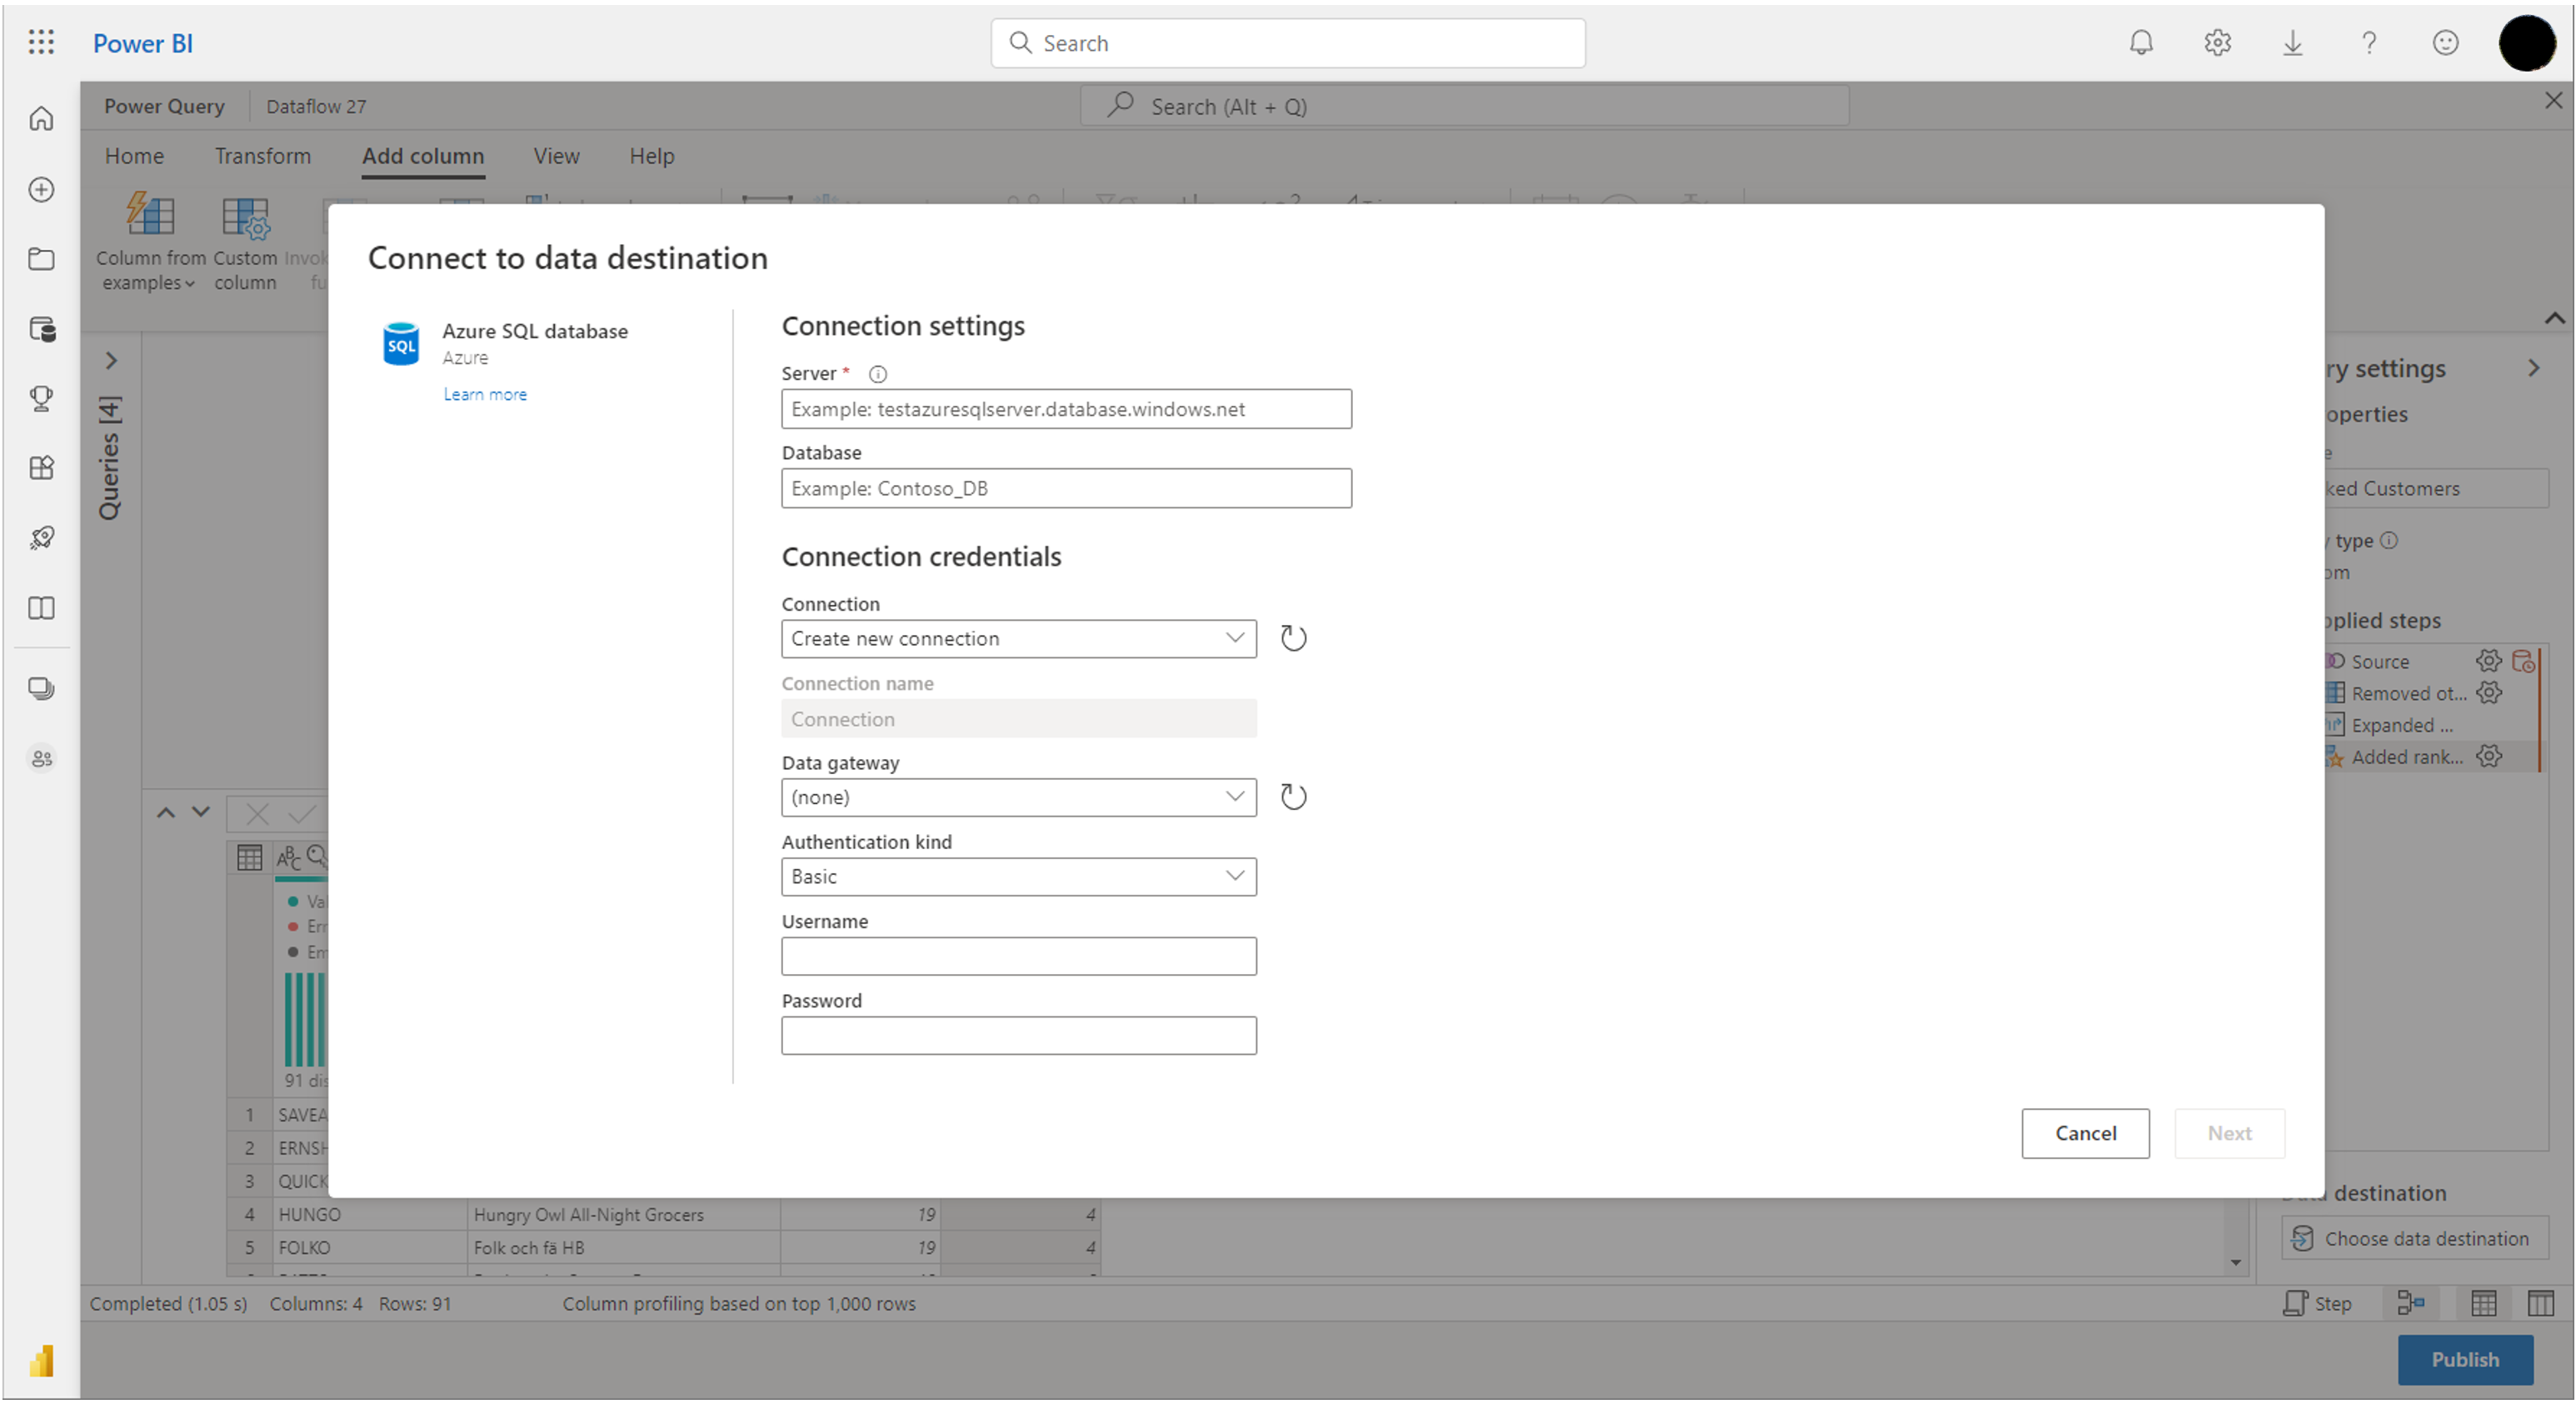 Power BI
Search
Power Query
Dataflow 27
Search (Alt + Q)
Home
Transform
Add column
View
Help
Column from
examples
Custom
column
Connect to data destination
SQL
Azure SQL database
Azure
Learn more
Connection settings
Server *
Example: testazuresqlserver.database.windows.net
Database
Example: Contoso_DB
Connection credentials
Connection
Create new connection
Connection name
Connection
Data gateway
(none)
Authentication kind
Basic
Username
Password
Cancel
Next
Queries [4]
ry settings
operties
ked Customers
type
om
plied steps
Source
Removed ot...
Expanded ...
Added rank...
ABC
Va
Err
Em
91 dis
1 SAVEA
2 ERNSH
3 QUICK
4 HUNGO Hungry Owl All-Night Grocers 19 4
5 FOLKO Folk och fä HB 19 4
destination
Choose data destination
Completed (1.05 s) Columns: 4 Rows: 91
Column profiling based on top 1,000 rows
Step
Publish